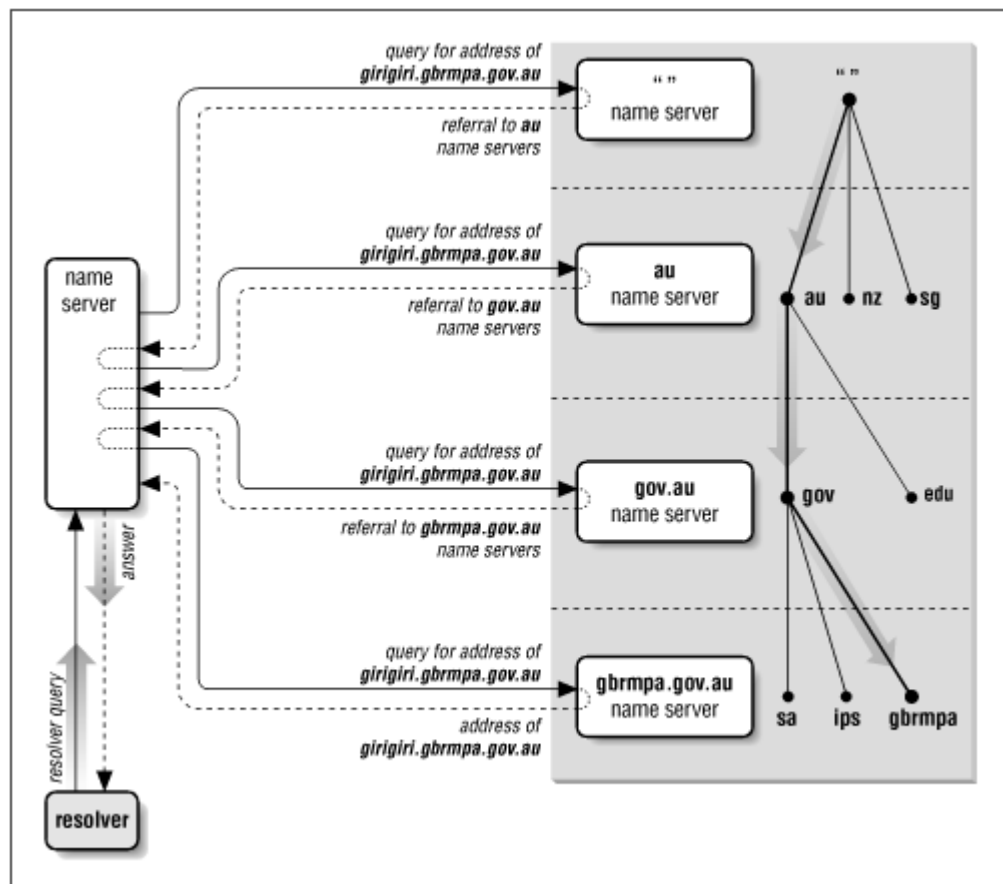 query for address of
girigiri.gbrmpa.gov.au
“ ”
name server
“ ”
referral to au
name servers
query for address of
girigiri.gbrmpa.gov.au
name
server
au
name server
au
nz
sg
referral to gov.au
name servers
query for address of
girigiri.gbrmpa.gov.au
gov.au
name server
gov
edu
referral to gbrmpa.gov.au
name servers
answer
resolver query
query for address of
girigiri.gbrmpa.gov.au
gbrmpa.gov.au
name server
sa
ips
gbrmpa
address of
girigiri.gbrmpa.gov.au
resolver